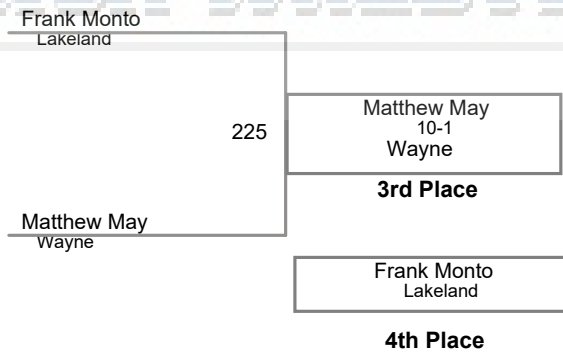 Frank Monto
Lakeland
225
Matthew May
10-1
Wayne
3rd Place
Matthew May
Wayne
Frank Monto
Lakeland
4th Place